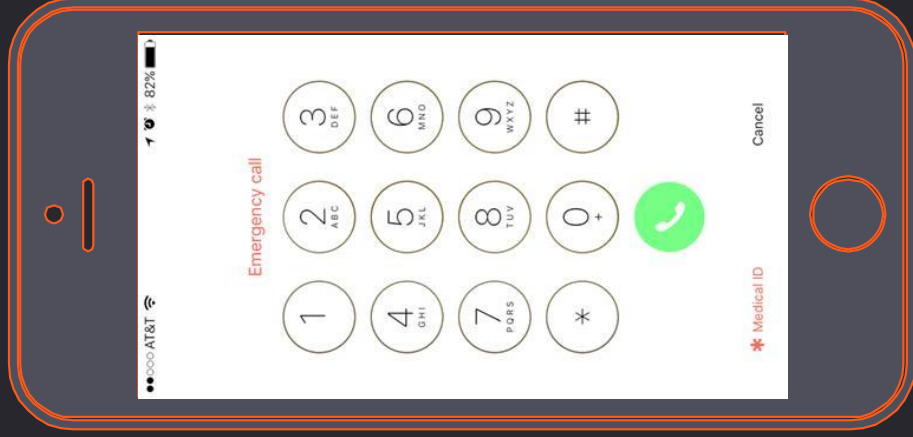 ●●○○○ AT&T 82%
Emergency call
1 2 ABC 3 DEF
4 GHI 5 JKL 6 MNO
7 PQRS 8 TUV 9 WXYZ
* 0 + #
* Medical ID Cancel